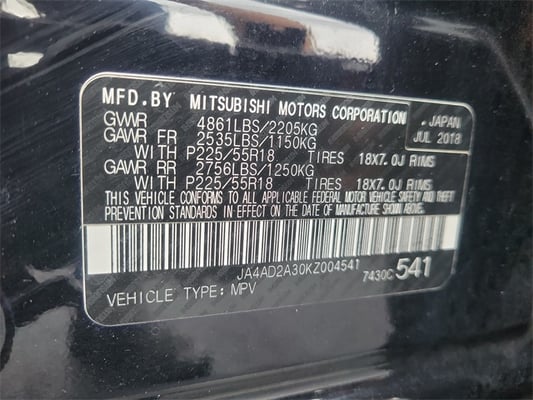 MFD.BY MITSUBISHI MOTORS CORPORATION , JAPAN
GVWR 4861LBS/2205KG JUL 2018
GAWR FR 2535LBS/1150KG
WITH P225/55R18 TIRES 18X7.0J RIMS
GAWR RR 2756LBS/1250KG
WITH P225/55R18 TIRES 18X7.0J RIMS
THIS VEHICLE CONFORMS TO ALL APPLICABLE FEDERAL MOTOR VEHICLE SAFETY AND THEFT
PREVENTION STANDARDS IN EFFECT ON THE DATE OF MANUFACTURE SHOWN ABOVE.
JA4AD2A30KZ004541
7430C 541
VEHICLE TYPE: MPV